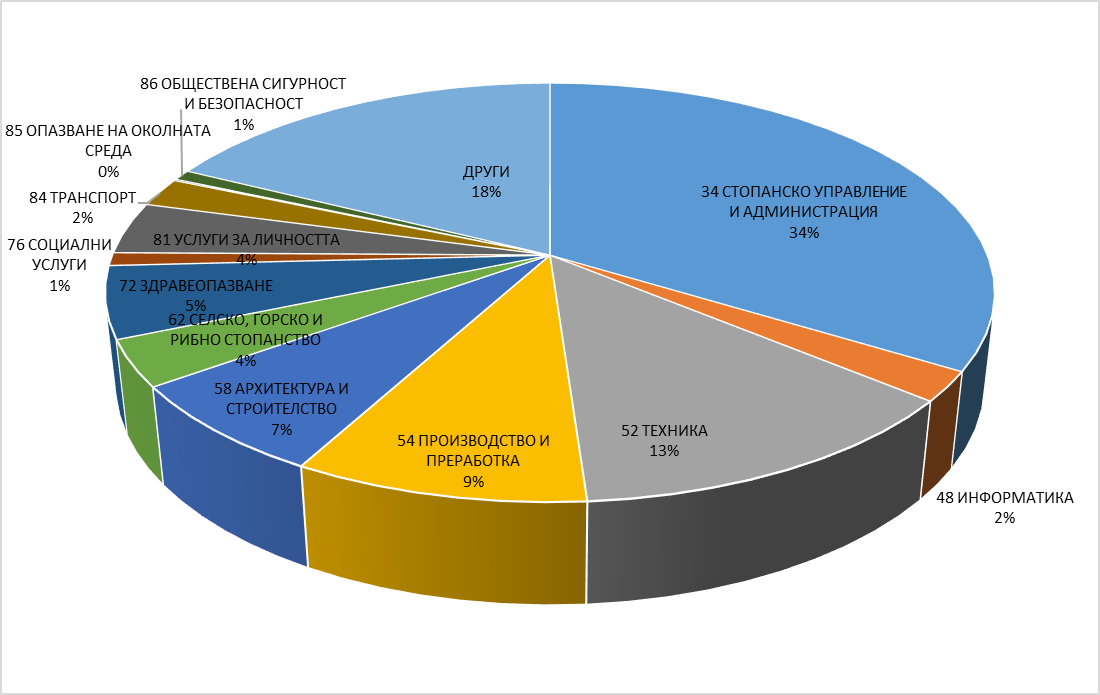 86 ОБЩЕСТВЕНА СИГУРНОСТ
И БЕЗОПАСНОСТ
1%
85 ОПАЗВАНЕ НА ОКОЛНАТА
СРЕДА
0%
84 ТРАНСПОРТ
2%
76 СОЦИАЛНИ
УСЛУГИ
1%
81 УСЛУГИ ЗА ЛИЧНОСТТА
4%
72 ЗДРАВЕОПАЗВАНЕ
5%
62 СЕЛСКО, ГОРСКО И
РИБНО СТОПАНСТВО
4%
58 АРХИТЕКТУРА И
СТРОИТЕЛСТВО
7%
54 ПРОИЗВОДСТВО И
ПРЕРАБОТКА
9%
52 ТЕХНИКА
13%
48 ИНФОРМАТИКА
2%
34 СТОПАНСКО УПРАВЛЕНИЕ
И АДМИНИСТРАЦИЯ
34%
ДРУГИ
18%